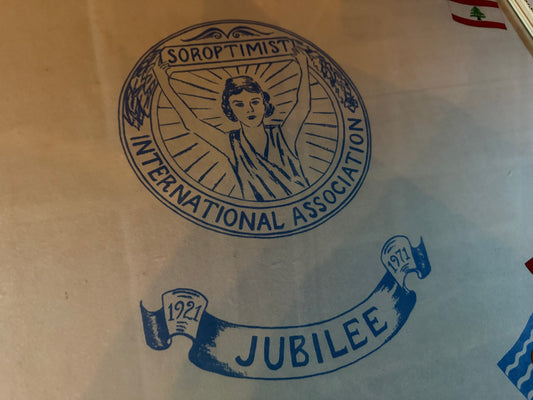 SOROPTIMIST
INTERNATIONAL ASSOCIATION
1921
JUBILEE
1971